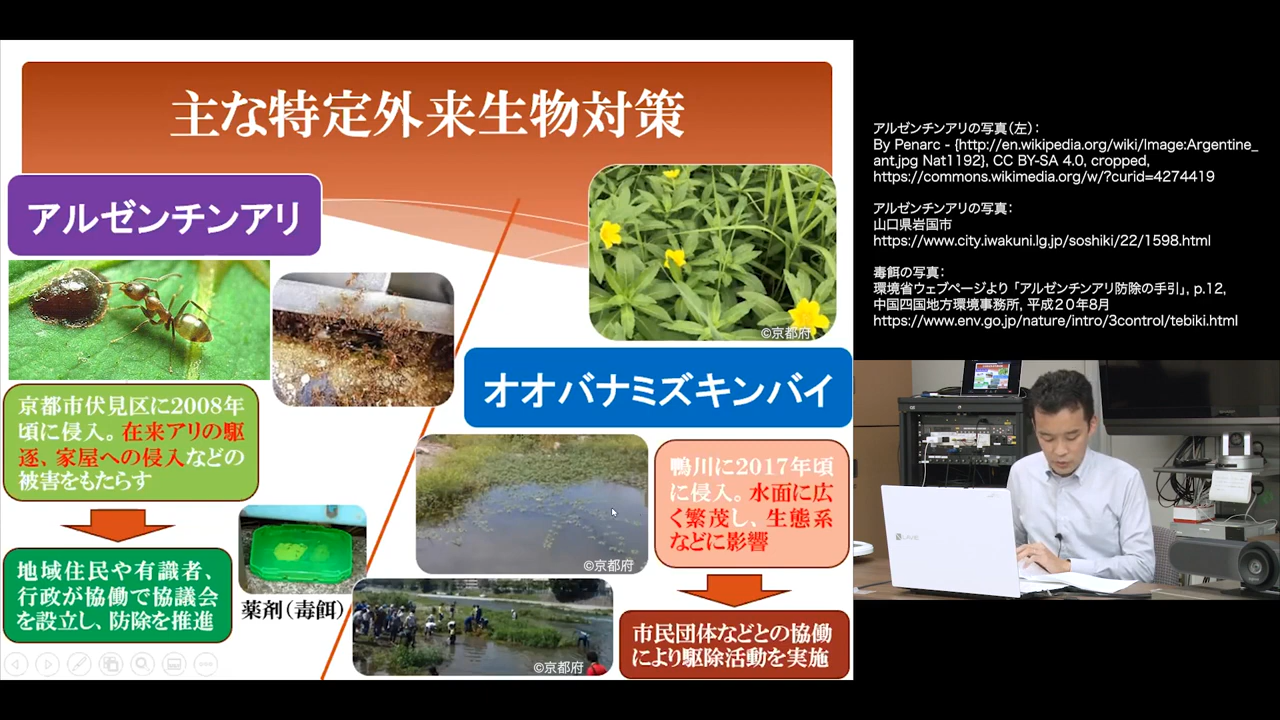 主な特定外来生物対策
アルゼンチンアリ
©京都府
オオバナミズキンバイ
京都市伏見区に2008年
頃に侵入。在来アリの駆
逐、家屋への侵入などの
被害をもたらす
地域住民や有識者、
行政が協働で協議会
を設立し、防除を推進
薬剤(毒餌)
©京都府
鴨川に2017年頃
に侵入。水面に広
く繁茂し、生態系
などに影響
©京都府
市民団体などとの協働
により駆除活動を実施
アルゼンチンアリの写真(左):
By Penarc - {http://en.wikipedia.org/wiki/Image:Argentine_
ant.jpg Nat1192}, CC BY-SA 4.0, cropped,
https://commons.wikimedia.org/w/?curid=4274419
アルゼンチンアリの写真:
山口県岩国市
https://www.city.iwakuni.lg.jp/soshiki/22/1598.html
毒餌の写真:
環境省ウェブページより「アルゼンチンアリ防除の手引」, p.12,
中国四国地方環境事務所, 平成20年8月
https://www.env.go.jp/nature/intro/3control/tebiki.html